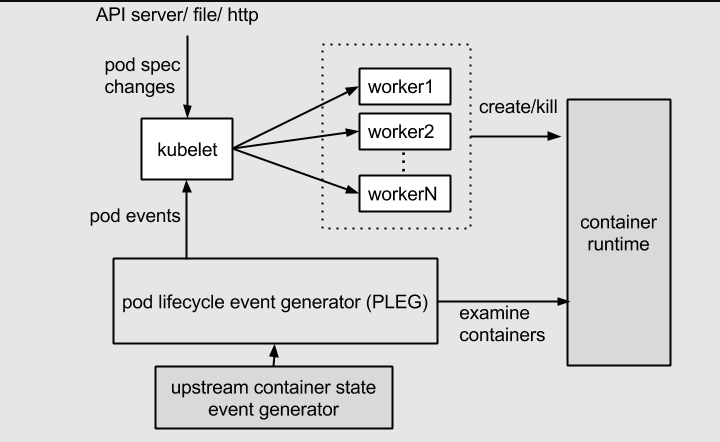 API server/ file/ http
pod spec
changes
kubelet
worker1
worker2
workerN
create/kill
container
runtime
pod events
pod lifecycle event generator (PLEG)
examine
containers
upstream container state
event generator